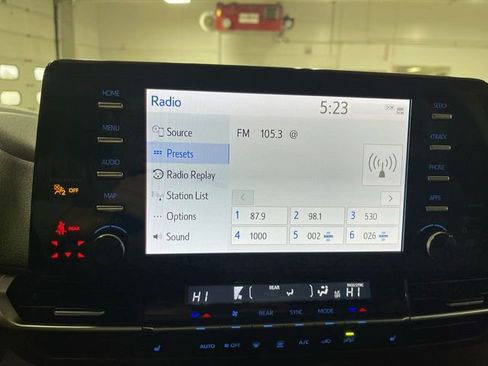 HOME
MENU
AUDIO
MAP
2 OFF
REAR
Radio
5:23
Source
FM 105.3 @
Presets
Radio Replay
Station List
Options
Sound
1 87.9
2 98.1
3 530
4 1000
5 002
6 026
SEEK
TRACK
PHONE
APPS
HI
REAR
HI
REAR
SYNC
MODE
AUTO
OFF
A/C